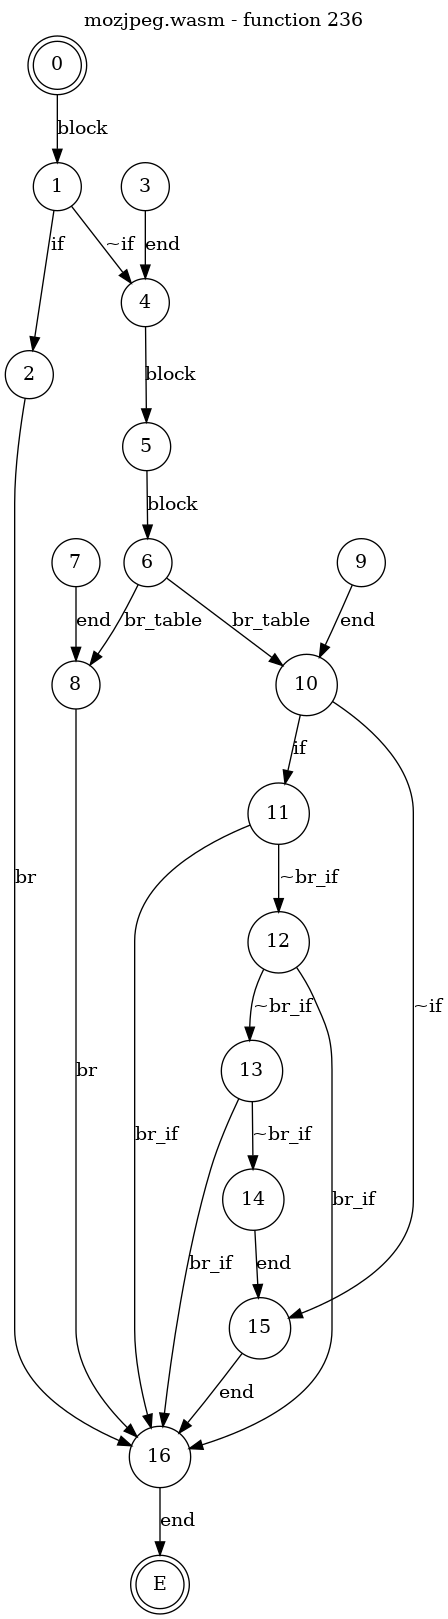 mozjpeg.wasm - function 236
0
block
1
3
if
~if
end
4
2
block
5
block
7
6
9
end
br_table
br_table
end
8
10
if
11
br
~br_if
12
~br_if
~if
13
br
br_if
~br_if
14
br_if
br_if
end
15
end
16
end
E